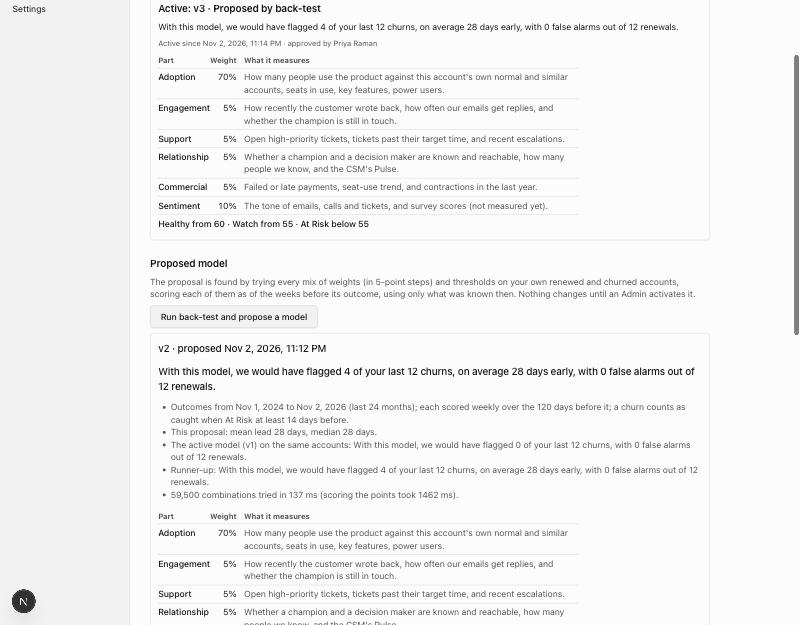 Settings
Active: v3 · Proposed by back-test
With this model, we would have flagged 4 of your last 12 churns, on average 28 days early, with 0 false alarms out of 12 renewals.
Active since Nov 2, 2026, 11:14 PM · approved by Priya Raman
Part Weight What it measures
Adoption 70% How many people use the product against this account's own normal and similar
accounts, seats in use, key features, power users.
Engagement 5% How recently the customer wrote back, how often our emails get replies, and
whether the champion is still in touch.
Support 5% Open high-priority tickets, tickets past their target time, and recent escalations.
Relationship 5% Whether a champion and a decision maker are known and reachable, how many
people we know, and the CSM's Pulse.
Commercial 5% Failed or late payments, seat-use trend, and contractions in the last year.
Sentiment 10% The tone of emails, calls and tickets, and survey scores (not measured yet).
Healthy from 60 · Watch from 55 · At Risk below 55
Proposed model
The proposal is found by trying every mix of weights (in 5-point steps) and thresholds on your own renewed and churned accounts,
scoring each of them as of the weeks before its outcome, using only what was known then. Nothing changes until an Admin activates it.
Run back-test and propose a model
v2 · proposed Nov 2, 2026, 11:12 PM
With this model, we would have flagged 4 of your last 12 churns, on average 28 days early, with 0 false alarms out of
12 renewals.
• Outcomes from Nov 1, 2024 to Nov 2, 2026 (last 24 months); each scored weekly over the 120 days before it; a churn counts as
caught when At Risk at least 14 days before.
• This proposal: mean lead 28 days, median 28 days.
• The active model (v1) on the same accounts: With this model, we would have flagged 0 of your last 12 churns, with 0 false alarms
out of 12 renewals.
• Runner-up: With this model, we would have flagged 4 of your last 12 churns, on average 28 days early, with 0 false alarms out of 12
renewals.
• 59,500 combinations tried in 137 ms (scoring the points took 1462 ms).
Part Weight What it measures
Adoption 70% How many people use the product against this account's own normal and similar
accounts, seats in use, key features, power users.
Engagement 5% How recently the customer wrote back, how often our emails get replies, and
whether the champion is still in touch.
Support 5% Open high-priority tickets, tickets past their target time, and recent escalations.
Relationship 5% Whether a champion and a decision maker are known and reachable, how many
people we know, and the CSM's Pulse.
N